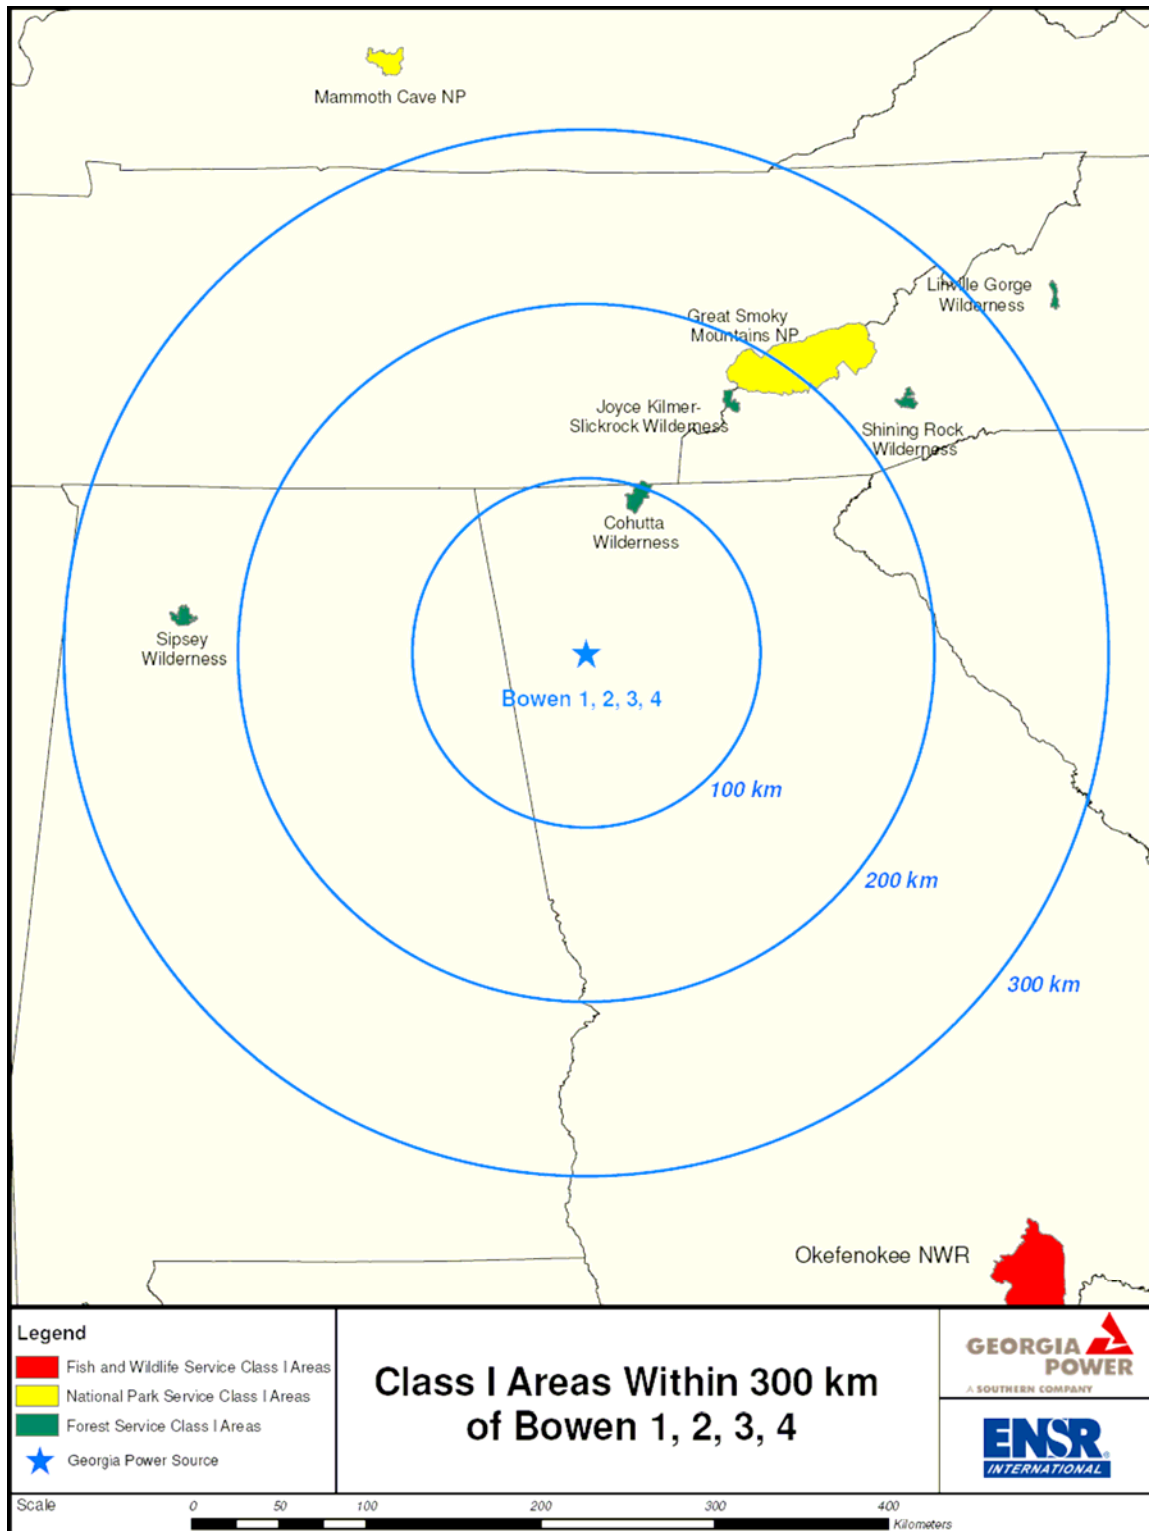 Mammoth Cave NP
Linville Gorge
Wilderness
Great Smoky
Mountains NP
Joyce Kilmer-
Slickrock Wilderness
Shining Rock
Wilderness
Cohutta
Wilderness
Sipsey
Wilderness
Bowen 1, 2, 3, 4
100 km
200 km
300 km
Okefenokee NWR
Legend
Fish and Wildlife Service Class I Areas
National Park Service Class I Areas
Forest Service Class I Areas
Georgia Power Source
Class I Areas Within 300 km
of Bowen 1, 2, 3, 4
GEORGIA
POWER
A SOUTHERN COMPANY
ENSR
INTERNATIONAL
Scale
0 50 100 200 300 400
Kilometers